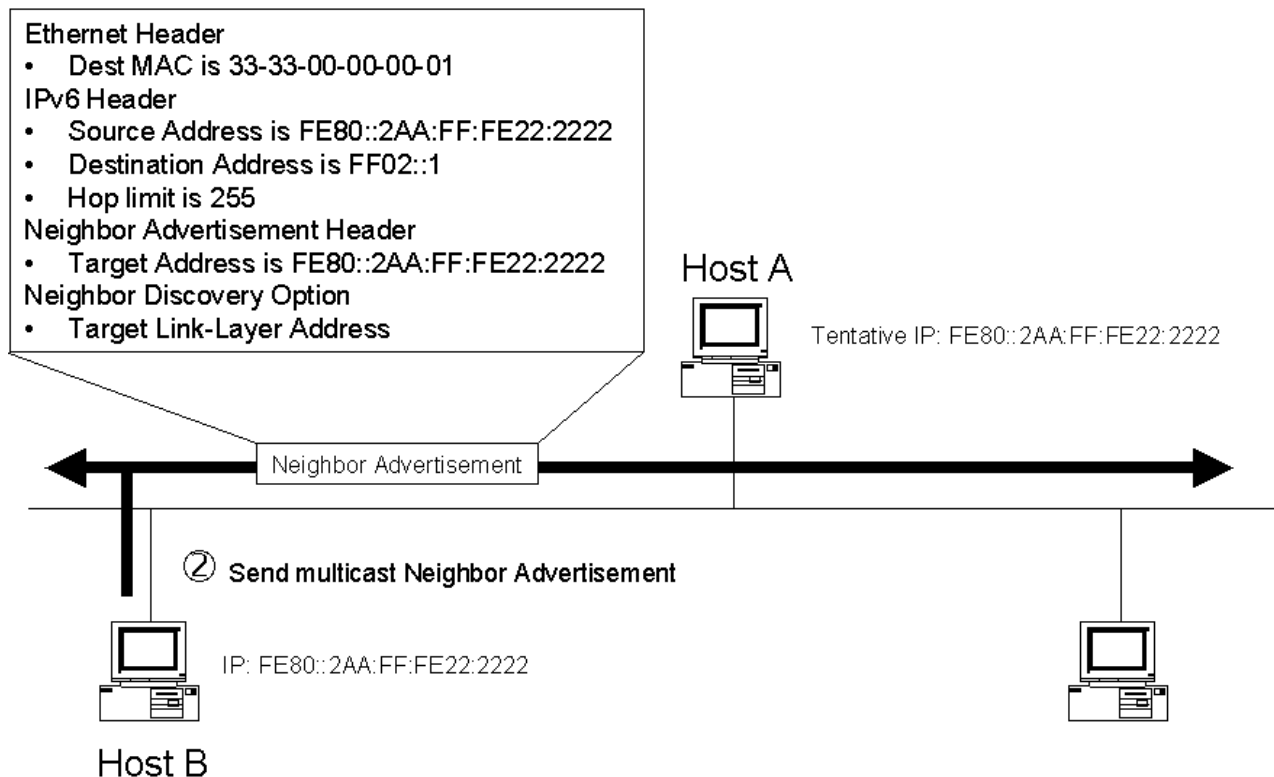 Ethernet Header
• Dest MAC is 33-33-00-00-00-01
IPv6 Header
• Source Address is FE80::2AA:FF:FE22:2222
• Destination Address is FF02::1
• Hop limit is 255
Neighbor Advertisement Header
• Target Address is FE80::2AA:FF:FE22:2222
Neighbor Discovery Option
• Target Link-Layer Address
Host A
Tentative IP: FE80::2AA:FF:FE22:2222
Neighbor Advertisement
② Send multicast Neighbor Advertisement
IP: FE80::2AA:FF:FE22:2222
Host B